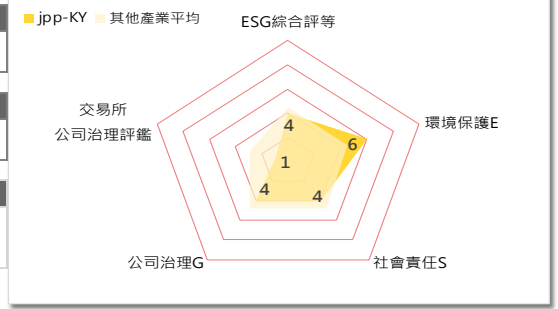 jpp-KY 其他產業平均
ESG綜合評等
環境保護E
社會責任S
公司治理G
交易所
公司治理評鑑
4
6
4
4
1